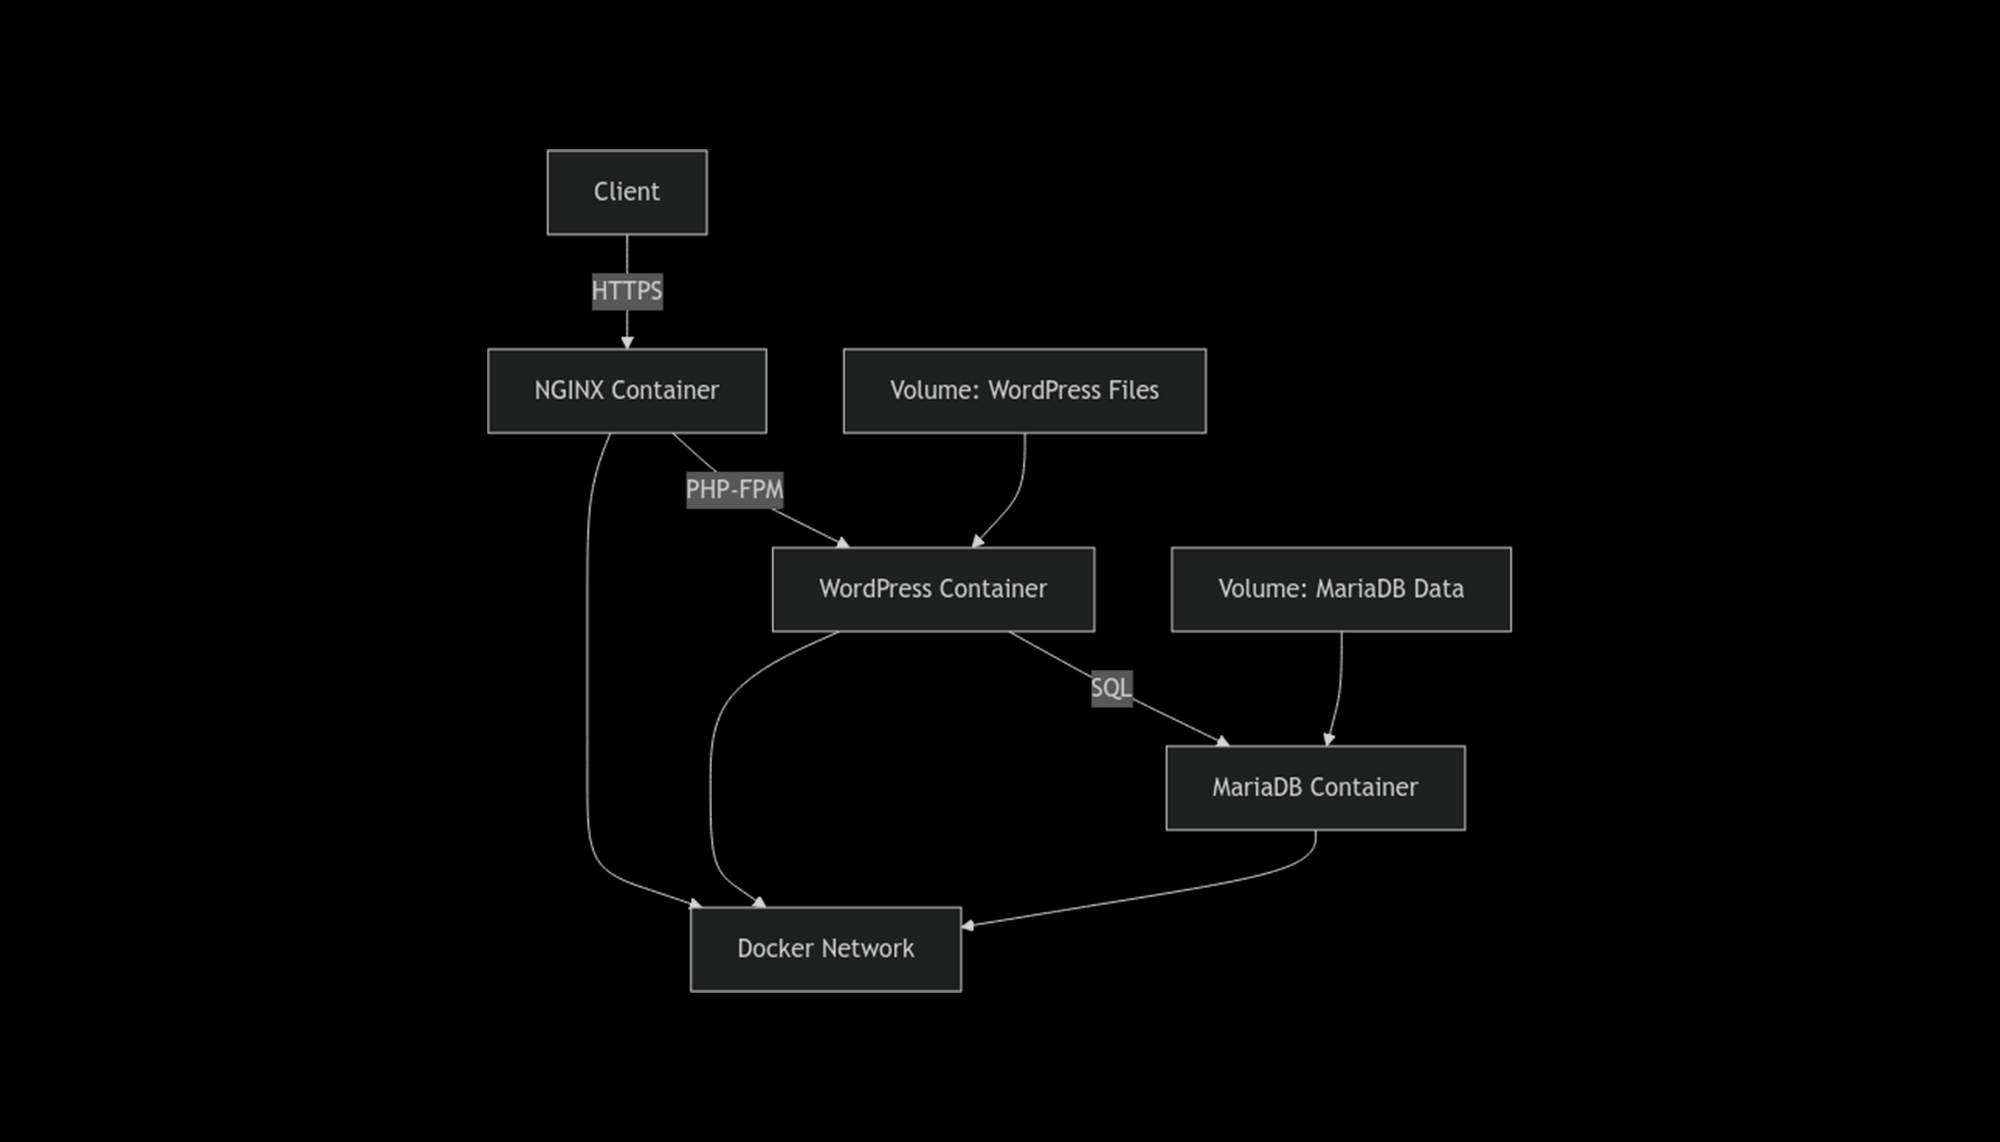 Client
HTTPS
NGINX Container
Volume: WordPress Files
PHP-FPM
WordPress Container
Volume: MariaDB Data
SQL
MariaDB Container
Docker Network